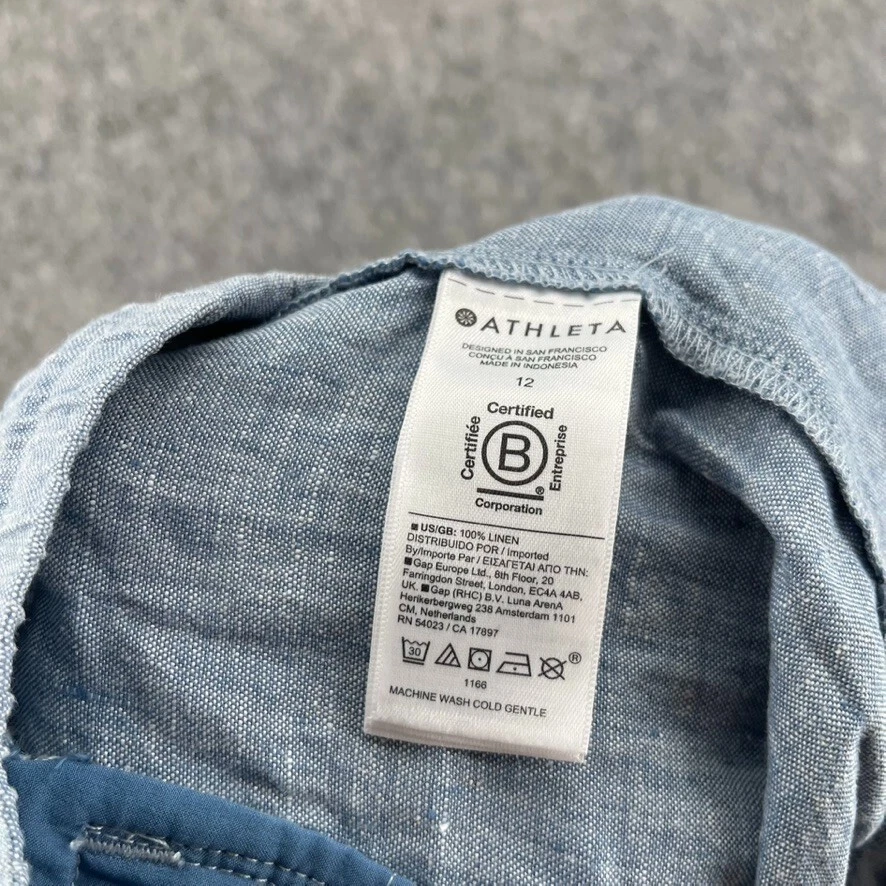 ATHLETA
DESIGNED IN SAN FRANCISCO
CONÇU A SAN FRANCISCO
MADE IN INDONESIA
12
Certified
Certifiée
B
Entreprise
®
Corporation
US/GB: 100% LINEN
DISTRIBUIDO POR / Imported
By/Importe Par / ΕΙΣΑΓΕΤΑΙ ΑΠΟ ΤΗΝ:
Gap Europe Ltd., 6th Floor, 20
Farringdon Street, London, EC4A 4AB,
UK. Gap (RHC) B.V. Luna ArenA
Herikerbergweg 238 Amsterdam 1101
CM, Netherlands
RN 54023 / CA 17897
30
®
1166
MACHINE WASH COLD GENTLE